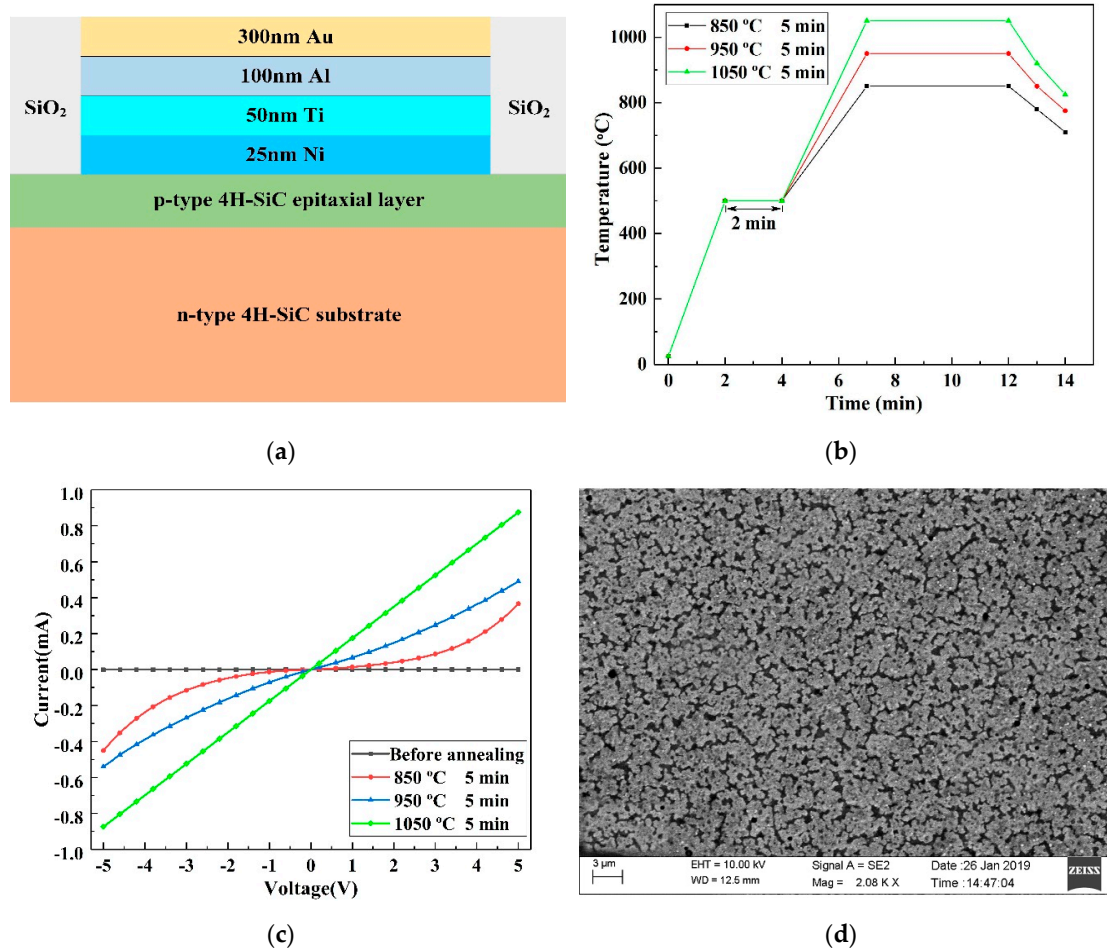 300nm Au
100nm Al
SiO2 SiO2
50nm Ti
25nm Ni
p-type 4H-SiC epitaxial layer
n-type 4H-SiC substrate
(a)
850 ºC 5 min
950 ºC 5 min
1050 ºC 5 min
1000
800
600
400
200
0
Temperature (°C)
2 min
0 2 4 6 8 10 12 14
Time (min)
(b)
1.0
0.8
0.6
0.4
0.2
0.0
-0.2
-0.4
-0.6
-0.8
-1.0
Current(mA)
Before annealing
850 ºC 5 min
950 ºC 5 min
1050 ºC 5 min
-5 -4 -3 -2 -1 0 1 2 3 4 5
Voltage(V)
(c)
3 µm EHT = 10.00 kV Signal A = SE2 Date :26 Jan 2019 ZEISS
WD = 12.5 mm Mag = 2.08 K X Time :14:47:04
(d)